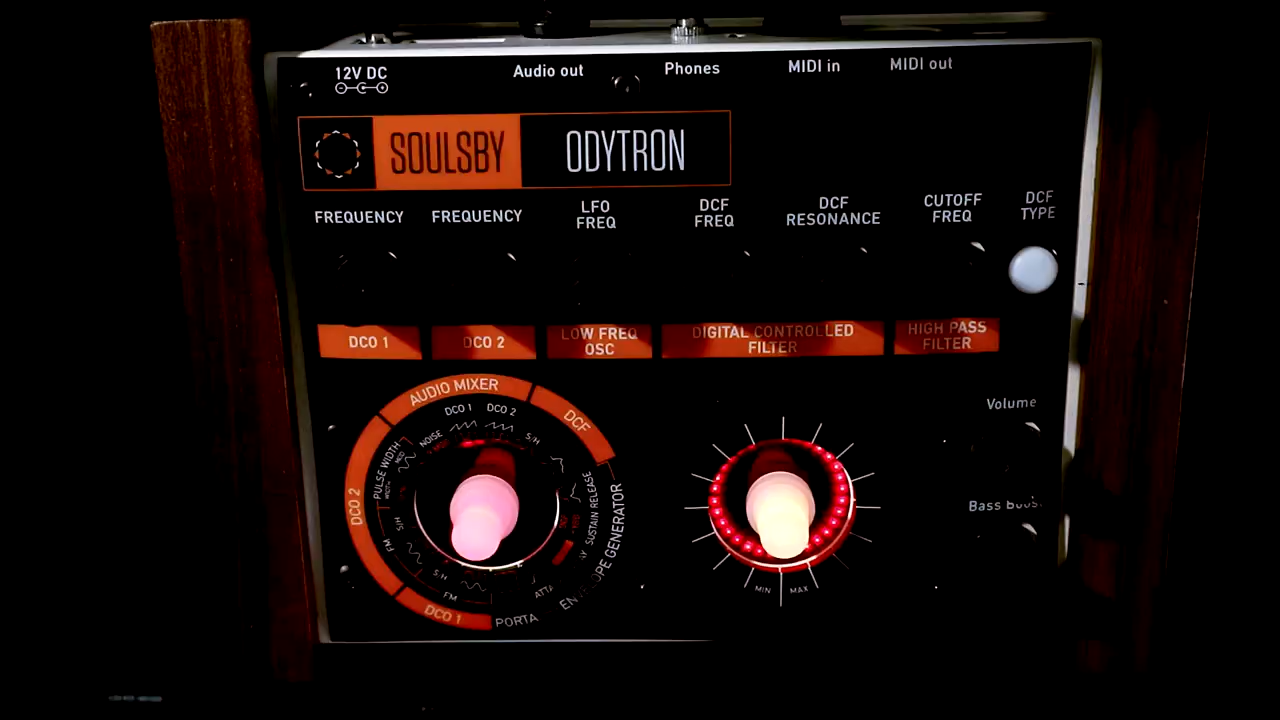 12V DC
Audio out
Phones
MIDI in
MIDI out
SOULSBY
ODYTRON
FREQUENCY
FREQUENCY
LFO
FREQ
DCF
FREQ
DCF
RESONANCE
CUTOFF
FREQ
DCF
TYPE
DCO 1
DCO 2
LOW FREQ
OSC
DIGITAL CONTROLLED
FILTER
HIGH PASS
FILTER
AUDIO MIXER
DCF
DCO 1
DCO 2
NOISE
S/H
PULSE WIDTH
DCO 2
S/H
FM
S/H
FM
DCO 1
PORTA
SUSTAIN RELEASE
ENVELOPE GENERATOR
MIN
MAX
Volume
Bass boost